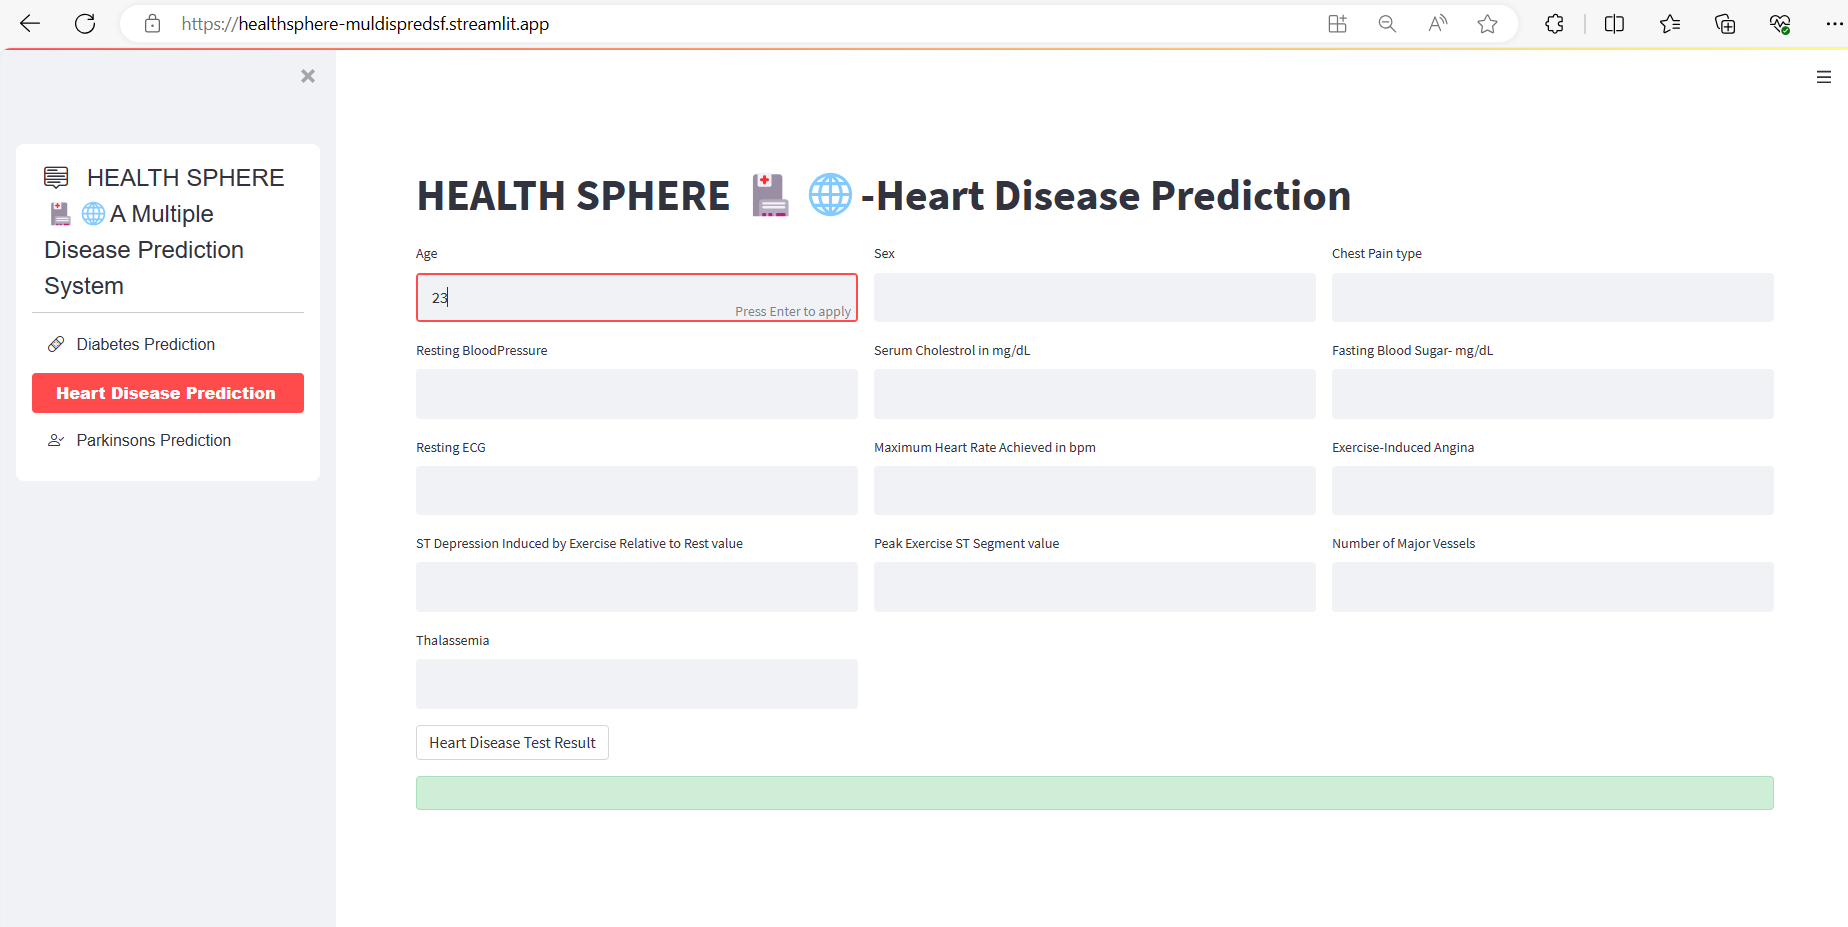 https://healthsphere-muldispredsf.streamlit.app
HEALTH SPHERE
A Multiple
Disease Prediction
System
Diabetes Prediction
Heart Disease Prediction
Parkinsons Prediction
HEALTH SPHERE -Heart Disease Prediction
Age
Sex
Chest Pain type
23
Press Enter to apply
Resting BloodPressure
Serum Cholestrol in mg/dL
Fasting Blood Sugar- mg/dL
Resting ECG
Maximum Heart Rate Achieved in bpm
Exercise-Induced Angina
ST Depression Induced by Exercise Relative to Rest value
Peak Exercise ST Segment value
Number of Major Vessels
Thalassemia
Heart Disease Test Result